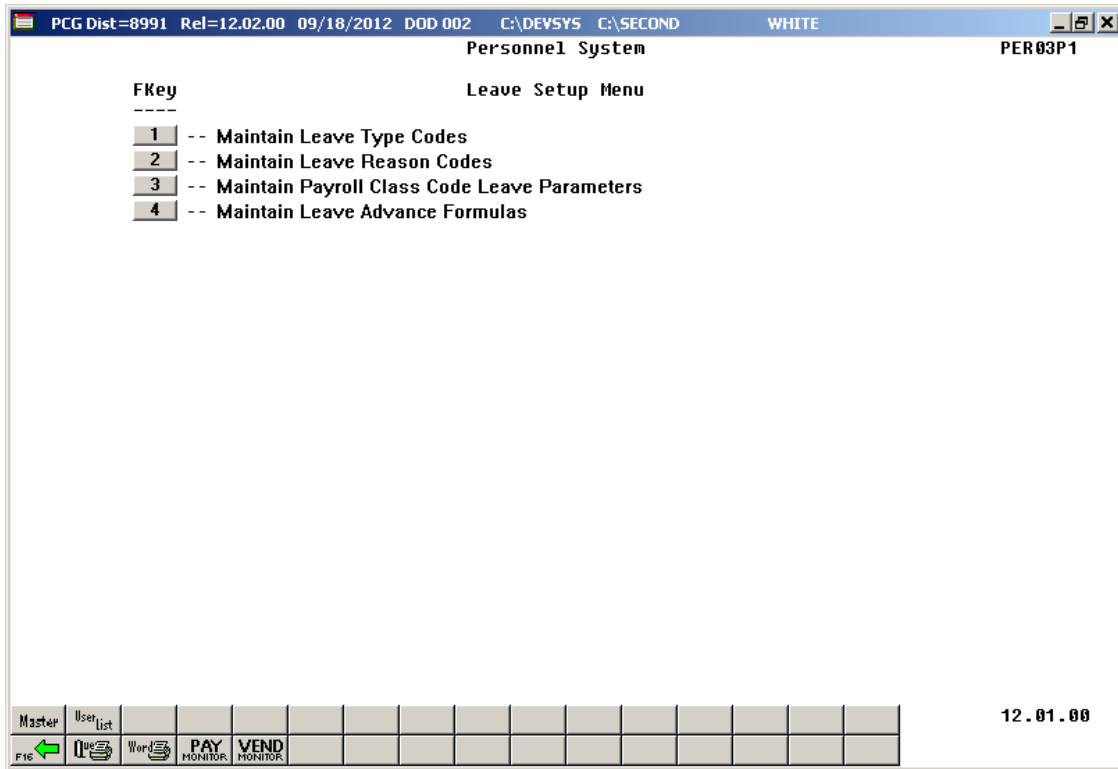 PCG Dist=8991 Rel=12.02.00 09/18/2012 DOD 002 C:\DEVSYS C:\SECOND WHITE
Personnel System PER03P1
FKey Leave Setup Menu
----
1 -- Maintain Leave Type Codes
2 -- Maintain Leave Reason Codes
3 -- Maintain Payroll Class Code Leave Parameters
4 -- Maintain Leave Advance Formulas
Master User List 12.01.00
F16 Que Word PAY MONITOR VEND MONITOR